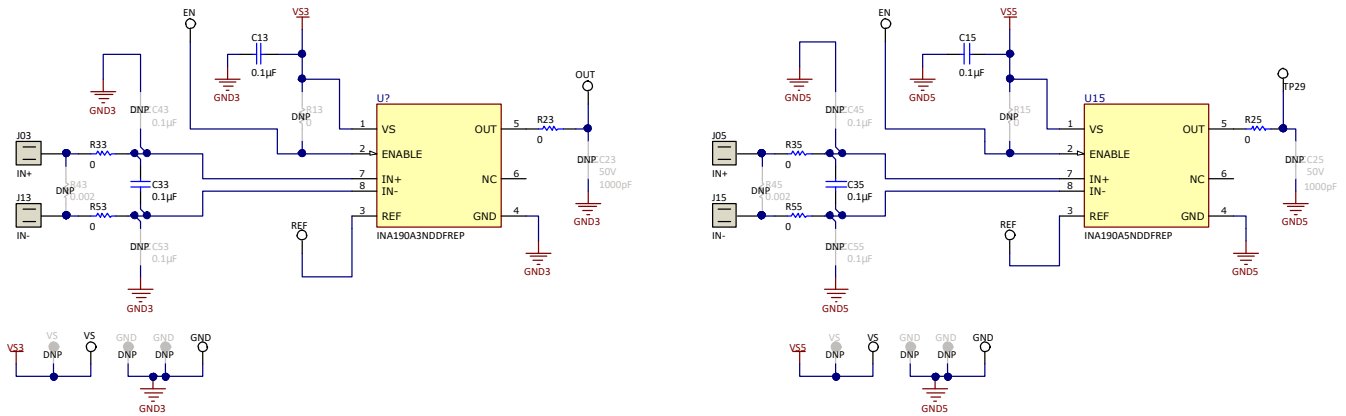 VS3
EN
C13
0.1µF
GND3
GND3
OUT
DNP
C43
0.1µF
DNP
R13
0
U?
1
VS
OUT
5
R23
0
J03
IN+
R33
0
2
ENABLE
DNP
C23
50V
1000pF
GND3
DNP
R43
0.002
C33
0.1µF
7
IN+
8
IN-
NC
6
J13
IN-
R53
0
REF
3
REF
GND
4
INA190A3NDDFREP
DNP
C53
0.1µF
GND3
GND3
VS3
VS
DNP
VS
GND
DNP
GND
DNP
GND
GND3
VS5
EN
C15
0.1µF
GND5
GND5
TP29
DNP
C45
0.1µF
DNP
R15
0
U15
1
VS
OUT
5
R25
0
J05
IN+
R35
0
2
ENABLE
DNP
C25
50V
1000pF
GND5
DNP
R45
0.002
C35
0.1µF
7
IN+
8
IN-
NC
6
J15
IN-
R55
0
REF
3
REF
GND
4
INA190A5NDDFREP
DNP
C55
0.1µF
GND5
GND5
VS5
VS
DNP
VS
GND
DNP
GND
DNP
GND
GND5